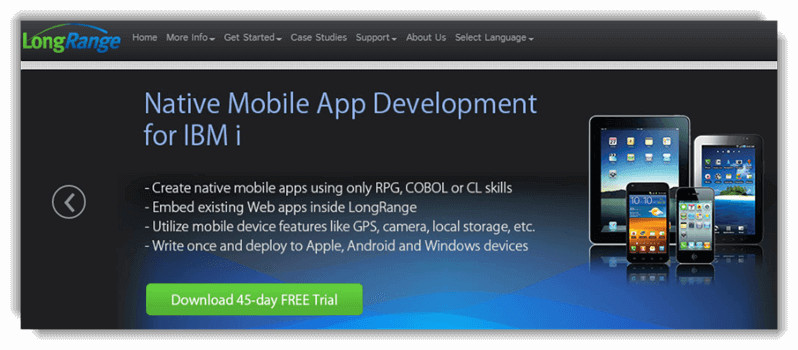 LongRange
Home More Info Get Started Case Studies Support About Us Select Language
Native Mobile App Development
for IBM i
- Create native mobile apps using only RPG, COBOL or CL skills
- Embed existing Web apps inside LongRange
- Utilize mobile device features like GPS, camera, local storage, etc.
- Write once and deploy to Apple, Android and Windows devices
Download 45-day FREE Trial